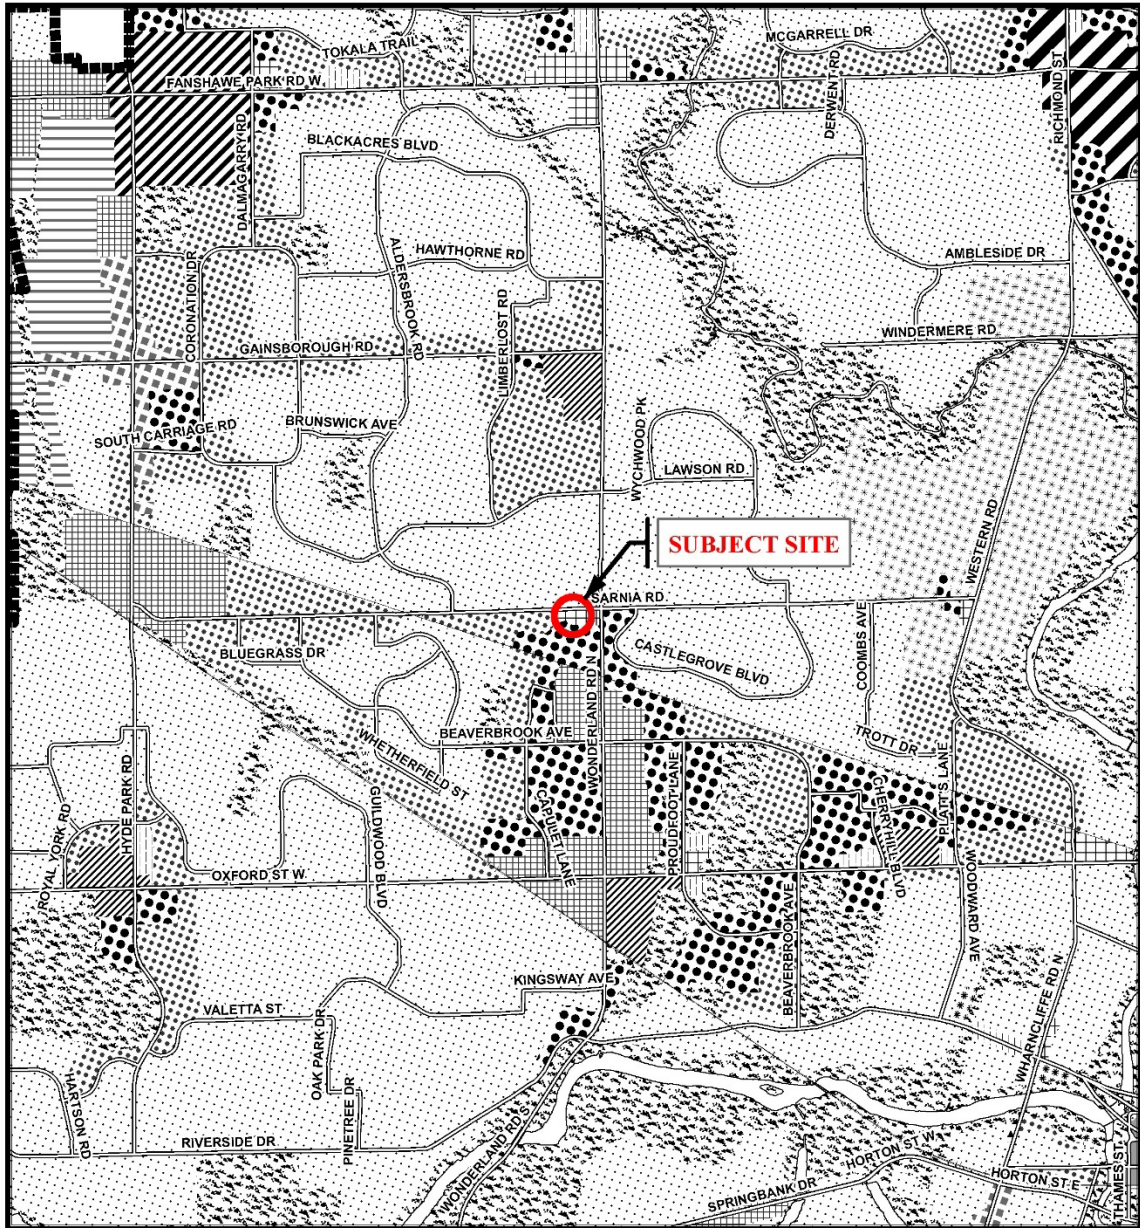 TOKALA TRAIL
MCGARRELL DR
FANSHAWE PARK RD W
DERWENT RD
RICHMOND ST
DALMAGARRY RD
BLACKACRES BLVD
HAWTHORNE RD
AMBLESIDE DR
CORONATION DR
ALDERSBROOK RD
LIMBERLOST RD
WINDERMERE RD
GAINSBOROUGH RD
SOUTH CARRIAGE RD
BRUNSWICK AVE
WYCHWOOD PK
LAWSON RD
WESTERN RD
SUBJECT SITE
SARNIA RD
BLUEGRASS DR
CASTLEGROVE BLVD
COOMBS AVE
WONDERLAND RD N
BEAVERBROOK AVE
WHETHERFIELD ST
TROTT DR
HYDE PARK RD
ROYAL YORK RD
GUILDWOOD BLVD
CAPULET LANE
PROUDFOOT LANE
CHERRYHILL BLVD
PLATT'S LANE
OXFORD ST W
BEAVERBROOK AVE
WOODWARD AVE
KINGSWAY AVE
VALETTA ST
OAK PARK DR
WHARNCLIFFE RD N
HARTSON RD
PINETREE DR
RIVERSIDE DR
WONDERLAND RD S
HORTON ST W
HORTON ST E
SPRINGBANK DR
THAMES ST